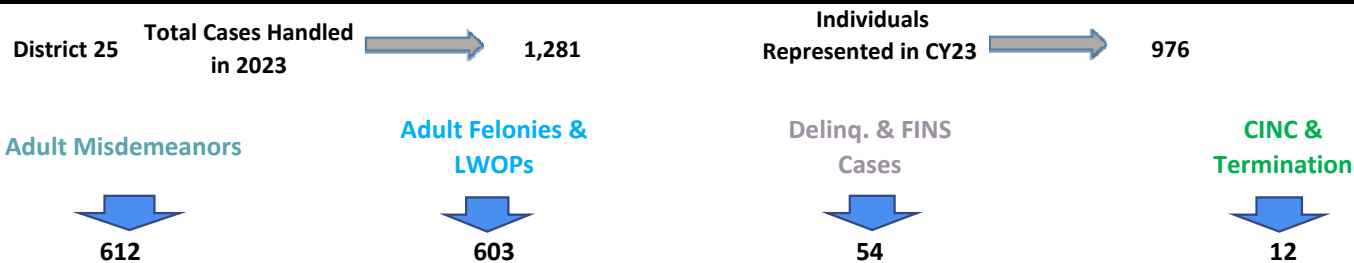 District 25
Total Cases Handled
in 2023
1,281
Individuals
Represented in CY23
976
Adult Misdemeanors
Adult Felonies &
LWOPs
Delinq. & FINS
Cases
CINC &
Termination
612
603
54
12